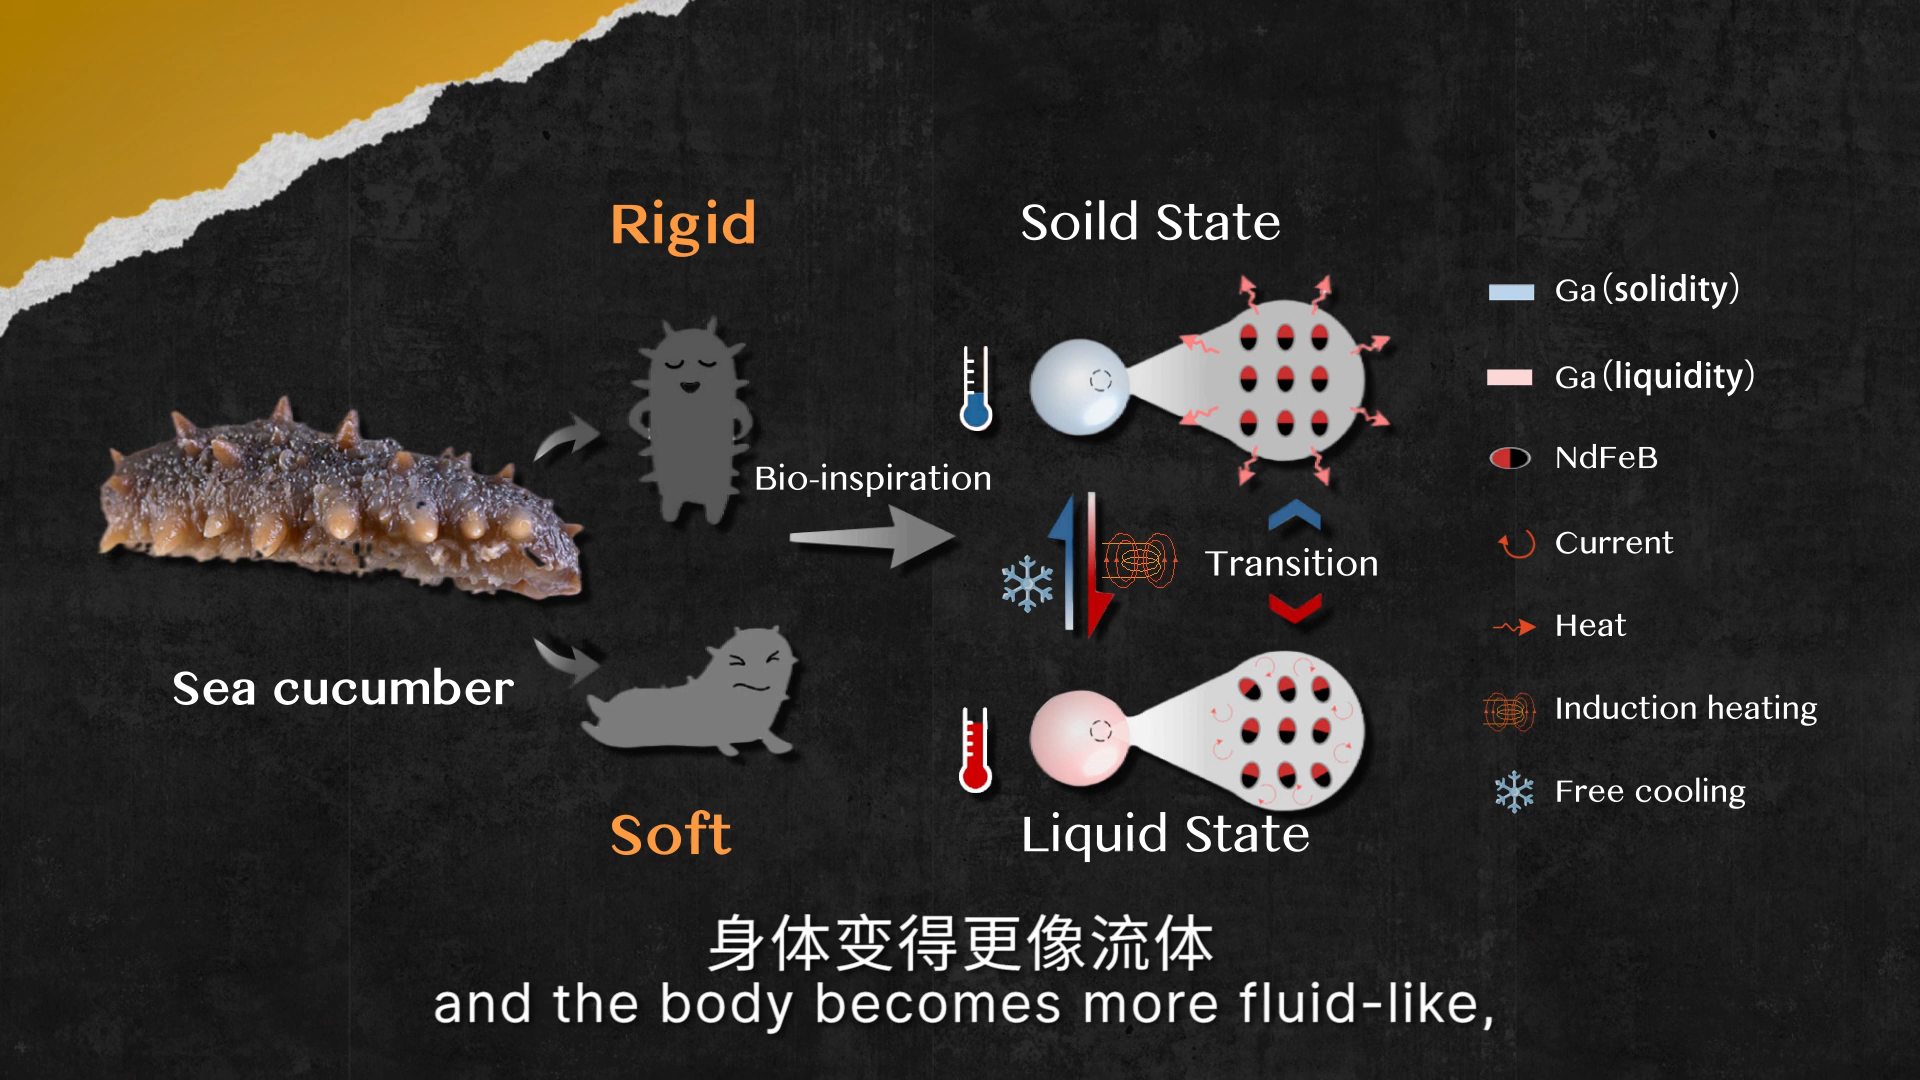 Rigid
Soild State
Ga (solidity)
Ga (liquidity)
NdFeB
Bio-inspiration
Current
Transition
Heat
Sea cucumber
Induction heating
Free cooling
Soft
Liquid State
身体变得更像流体
and the body becomes more fluid-like,